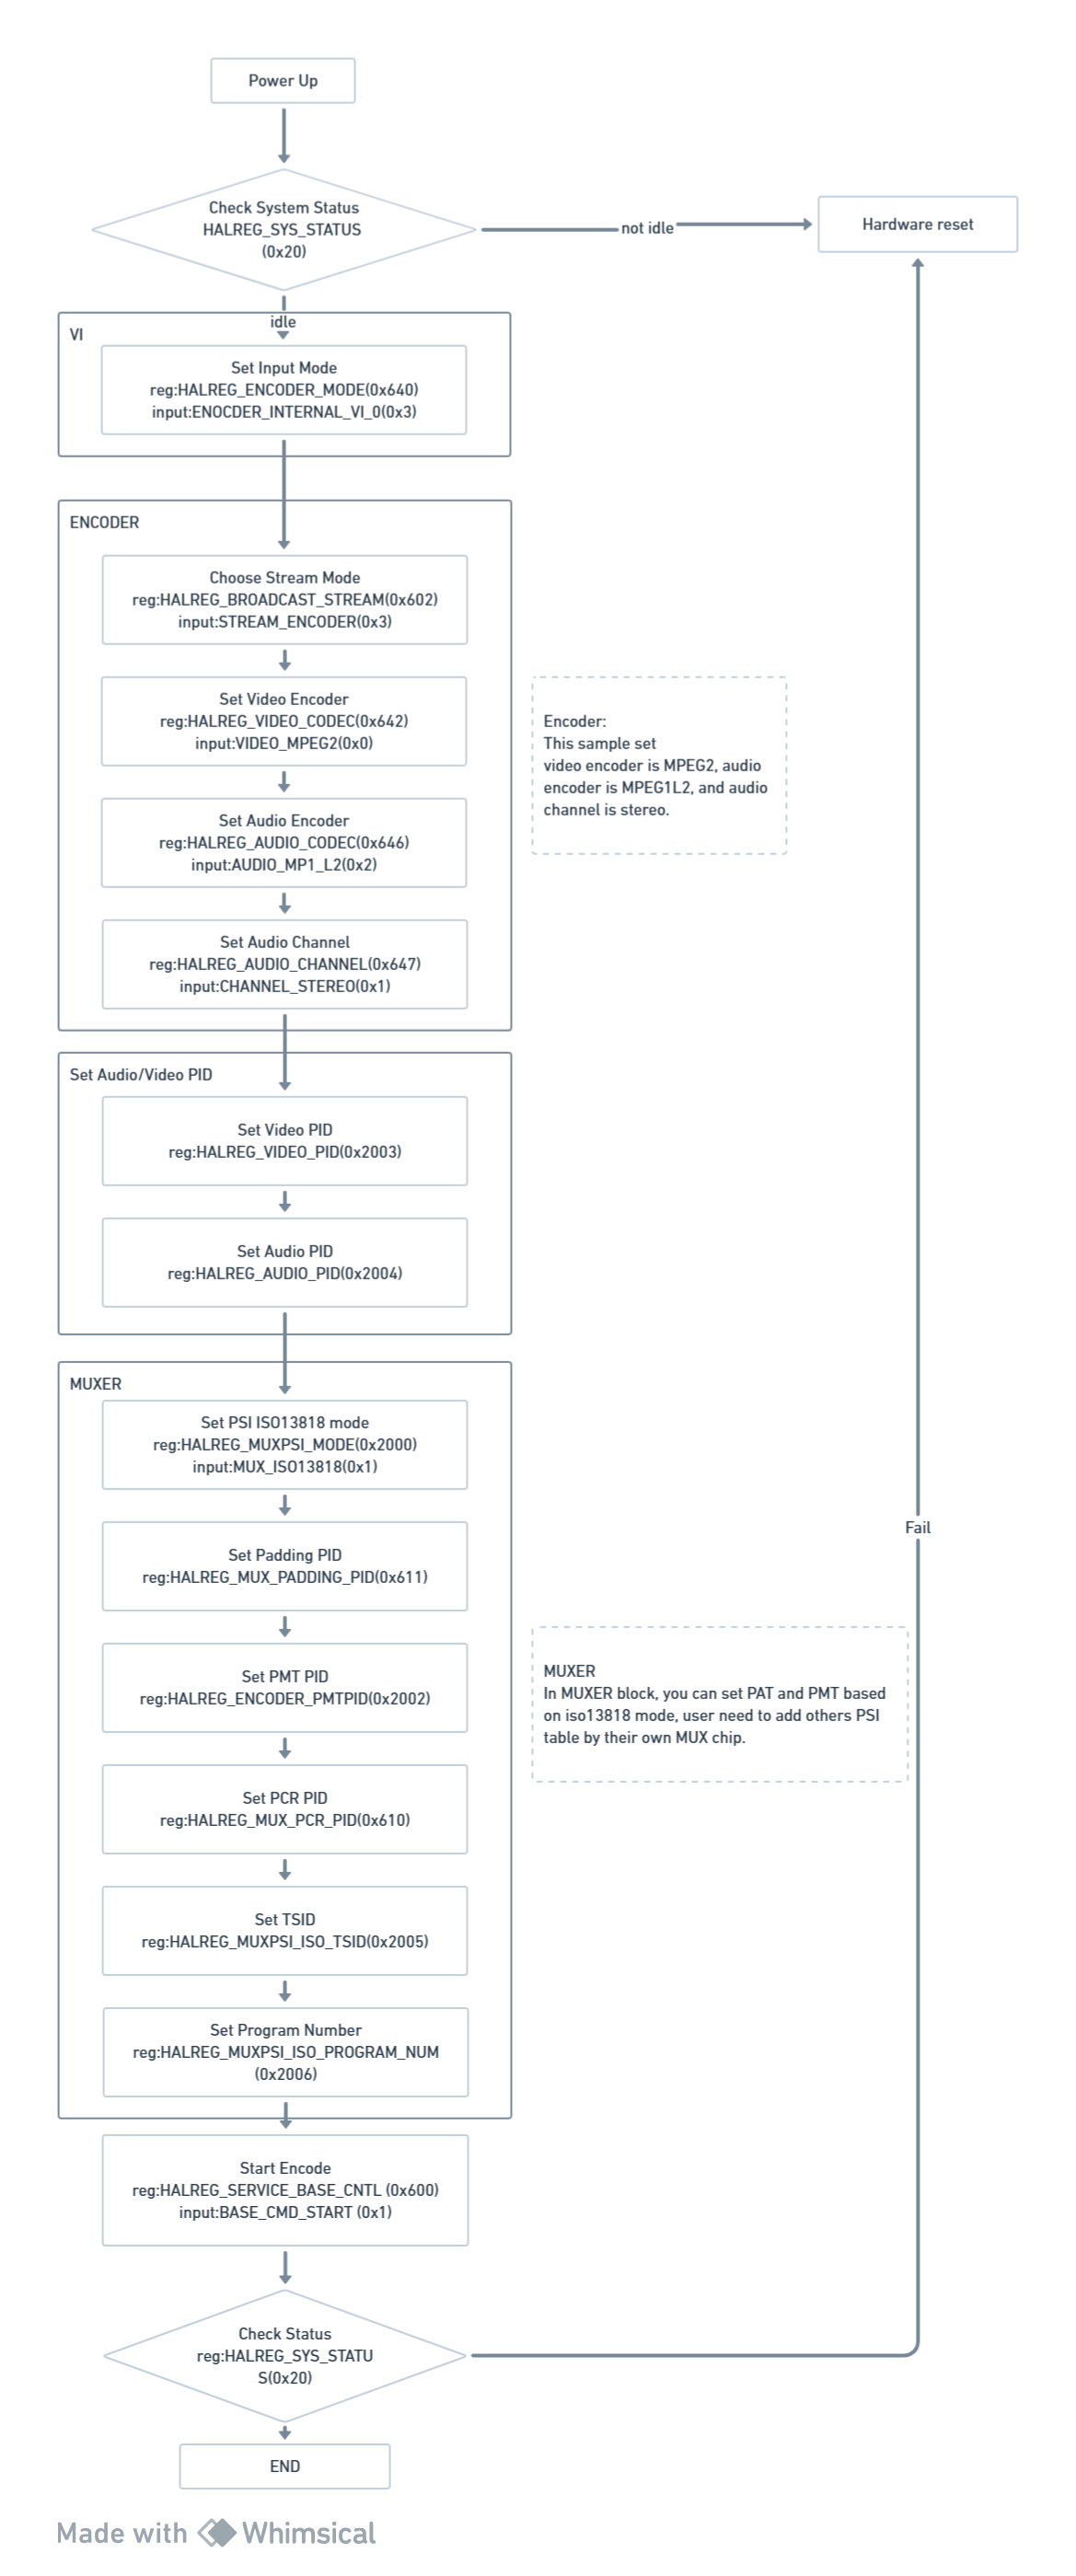 Power Up
Check System Status
HALREG_SYS_STATUS
(0x20)
not idle
Hardware reset
idle
VI
Set Input Mode
reg:HALREG_ENCODER_MODE(0x640)
input:ENOCDER_INTERNAL_VI_0(0x3)
ENCODER
Choose Stream Mode
reg:HALREG_BROADCAST_STREAM(0x602)
input:STREAM_ENCODER(0x3)
Set Video Encoder
reg:HALREG_VIDEO_CODEC(0x642)
input:VIDEO_MPEG2(0x0)
Encoder:
This sample set
video encoder is MPEG2, audio
encoder is MPEG1L2, and audio
channel is stereo.
Set Audio Encoder
reg:HALREG_AUDIO_CODEC(0x646)
input:AUDIO_MP1_L2(0x2)
Set Audio Channel
reg:HALREG_AUDIO_CHANNEL(0x647)
input:CHANNEL_STEREO(0x1)
Set Audio/Video PID
Set Video PID
reg:HALREG_VIDEO_PID(0x2003)
Set Audio PID
reg:HALREG_AUDIO_PID(0x2004)
MUXER
Set PSI ISO13818 mode
reg:HALREG_MUXPSI_MODE(0x2000)
input:MUX_ISO13818(0x1)
Fail
Set Padding PID
reg:HALREG_MUX_PADDING_PID(0x611)
Set PMT PID
reg:HALREG_ENCODER_PMTPID(0x2002)
MUXER
In MUXER block, you can set PAT and PMT based
on iso13818 mode, user need to add others PSI
table by their own MUX chip.
Set PCR PID
reg:HALREG_MUX_PCR_PID(0x610)
Set TSID
reg:HALREG_MUXPSI_ISO_TSID(0x2005)
Set Program Number
reg:HALREG_MUXPSI_ISO_PROGRAM_NUM
(0x2006)
Start Encode
reg:HALREG_SERVICE_BASE_CNTL (0x600)
input:BASE_CMD_START (0x1)
Check Status
reg:HALREG_SYS_STATU
S(0x20)
END
Made with Whimsical